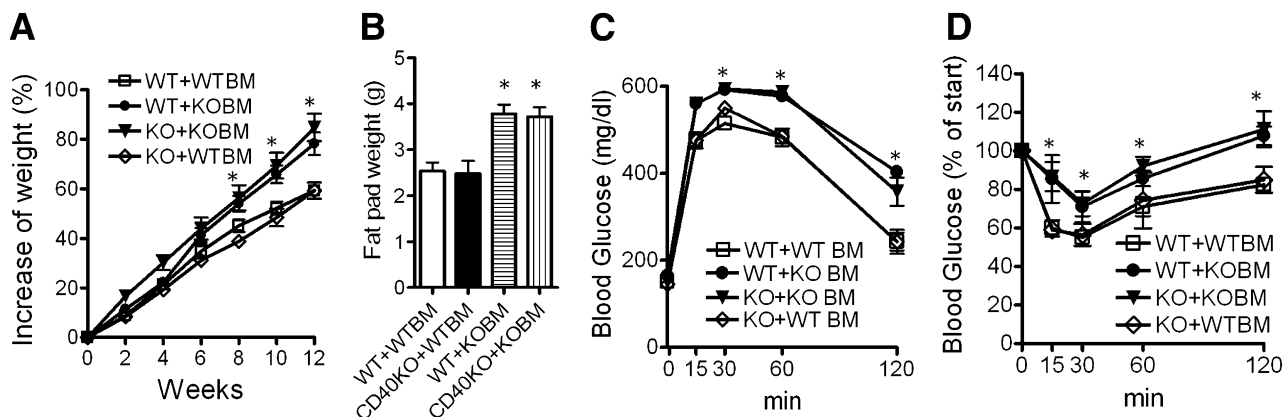 A
Increase of weight (%)
100
80
60
40
20
0
WT+WTBM
WT+KOBM
KO+KOBM
KO+WTBM
*
*
*
0 2 4 6 8 10 12
Weeks
B
Fat pad weight (g)
5
4
3
2
1
0
* *
WT+WTBM
CD40KO+WTBM
WT+KOBM
CD40KO+KOBM
C
Blood Glucose (mg/dl)
600
400
200
0
* *
*
WT+WT BM
WT+KO BM
KO+KO BM
KO+WT BM
0 15 30 60 120
min
D
Blood Glucose (% of start)
140
120
100
80
60
40
20
0
*
*
*
*
WT+WTBM
WT+KOBM
KO+KOBM
KO+WTBM
0 15 30 60 120
min